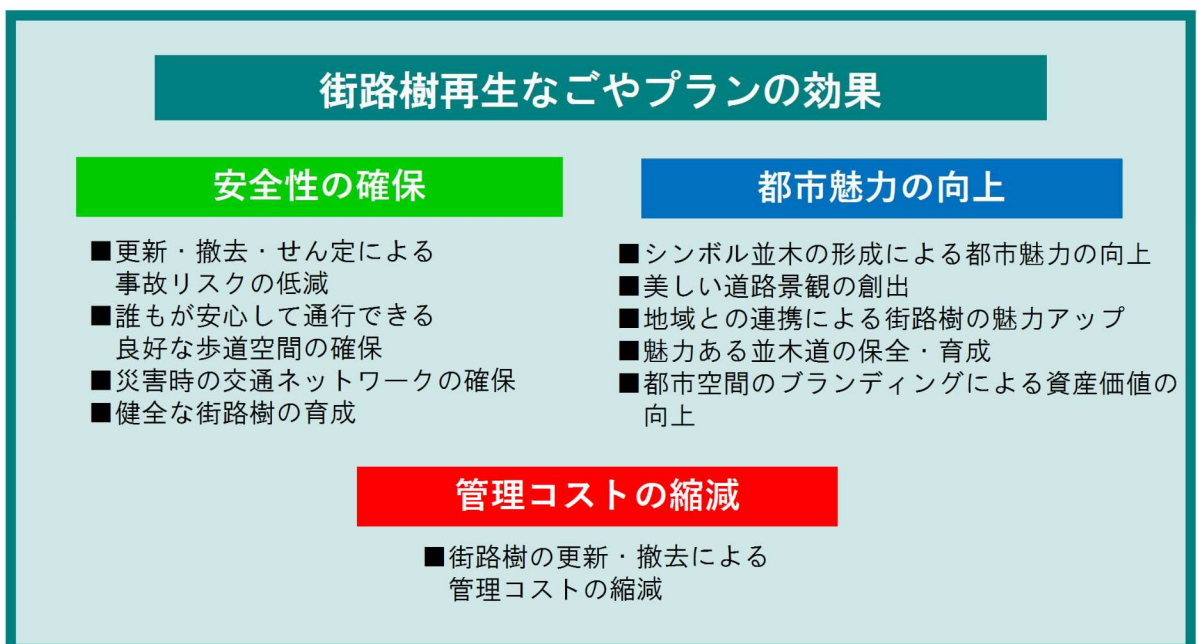 街路樹再生なごやプランの効果
安全性の確保
■更新・撤去・せん定による
事故リスクの低減
■誰もが安心して通行できる
良好な歩道空間の確保
■災害時の交通ネットワークの確保
■健全な街路樹の育成
都市魅力の向上
■シンボル並木の形成による都市魅力の向上
■美しい道路景観の創出
■地域との連携による街路樹の魅力アップ
■魅力ある並木道の保全・育成
■都市空間のブランディングによる資産価値の
向上
管理コストの縮減
■街路樹の更新・撤去による
管理コストの縮減